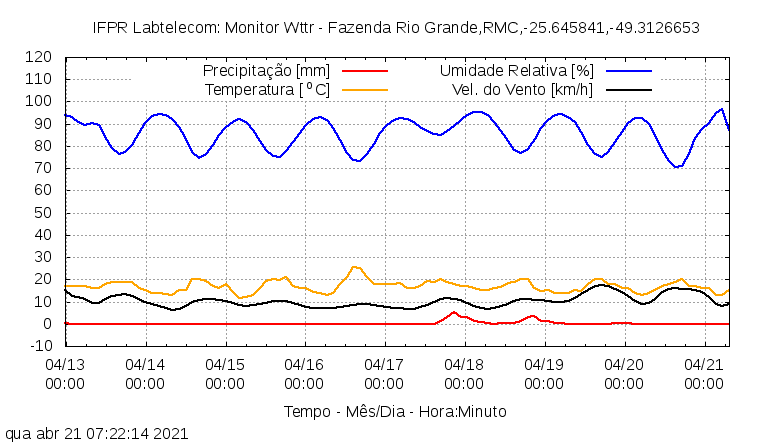 IFPR Labtelecom: Monitor Wttr - Fazenda Rio Grande,RMC,-25.645841,-49.3126653
120
110
100
90
80
70
60
50
40
30
20
10
0
-10
Precipitação [mm] Umidade Relativa [%]
Temperatura [⁰C] Vel. do Vento [km/h]
04/13 04/14 04/15 04/16 04/17 04/18 04/19 04/20 04/21
00:00 00:00 00:00 00:00 00:00 00:00 00:00 00:00 00:00
Tempo - Mês/Dia - Hora:Minuto
qua abr 21 07:22:14 2021